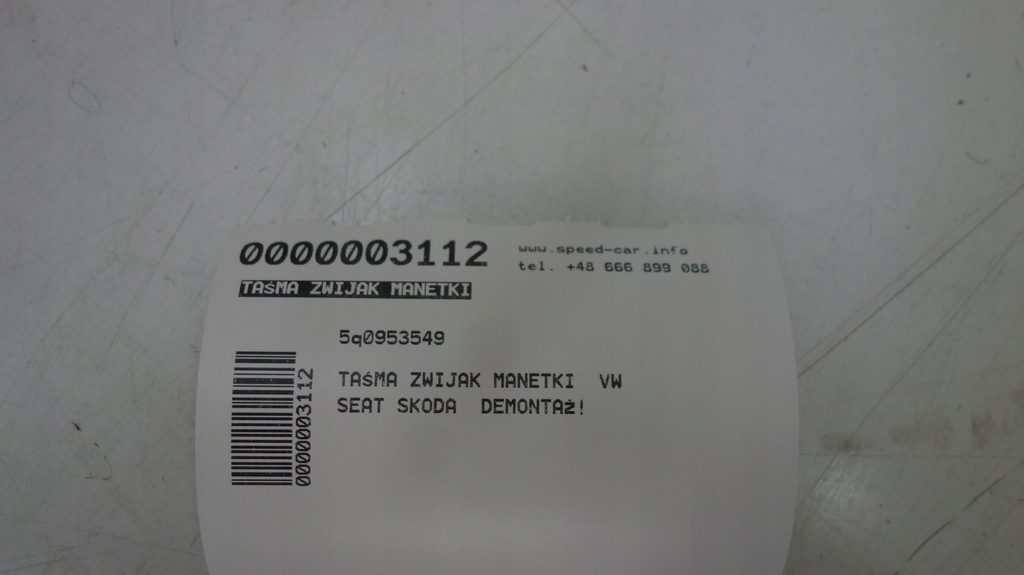 0000003112
www.speed-car.info
tel. +48 666 899 088
TAśMA ZWIJAK MANETKI
5q0953549
TAśMA ZWIJAK MANETKI VW
SEAT SKODA DEMONTAż!
0000003112